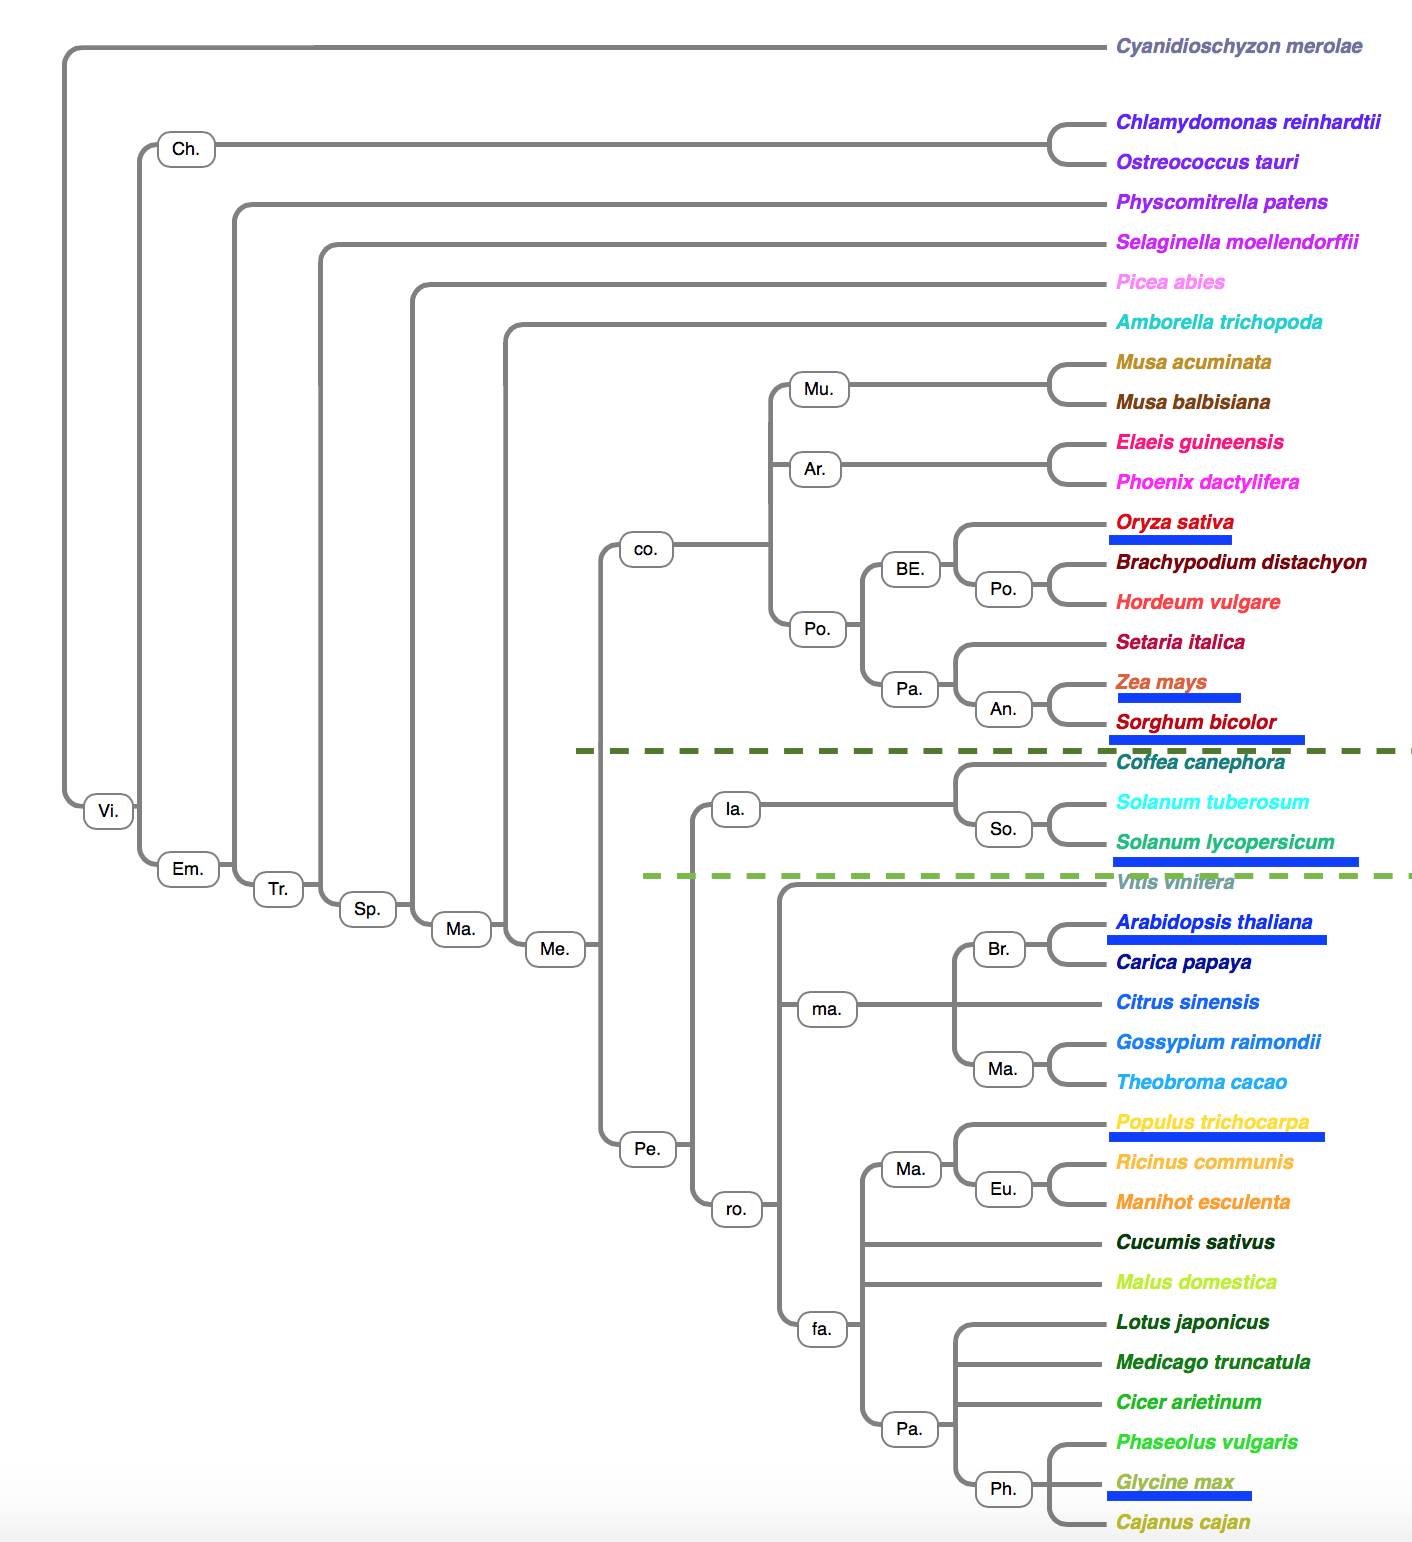 Cyanidioschyzon merolae
Chlamydomonas reinhardtii
Ch.
Ostreococcus tauri
Physcomitrella patens
Selaginella moellendorffii
Picea abies
Amborella trichopoda
Musa acuminata
Mu.
Musa balbisiana
Elaeis guineensis
Ar.
Phoenix dactylifera
Oryza sativa
co.
Brachypodium distachyon
BE.
Po.
Hordeum vulgare
Po.
Setaria italica
Zea mays
Pa.
An.
Sorghum bicolor
Coffea canephora
Solanum tuberosum
Vi.
la.
So.
Solanum lycopersicum
Em.
Vitis vinifera
Tr.
Sp.
Arabidopsis thaliana
Ma.
Me.
Br.
Carica papaya
Citrus sinensis
ma.
Gossypium raimondii
Ma.
Theobroma cacao
Populus trichocarpa
Pe.
Ricinus communis
Ma.
Eu.
Manihot esculenta
ro.
Cucumis sativus
Malus domestica
Lotus japonicus
fa.
Medicago truncatula
Cicer arietinum
Pa.
Phaseolus vulgaris
Glycine max
Ph.
Cajanus cajan